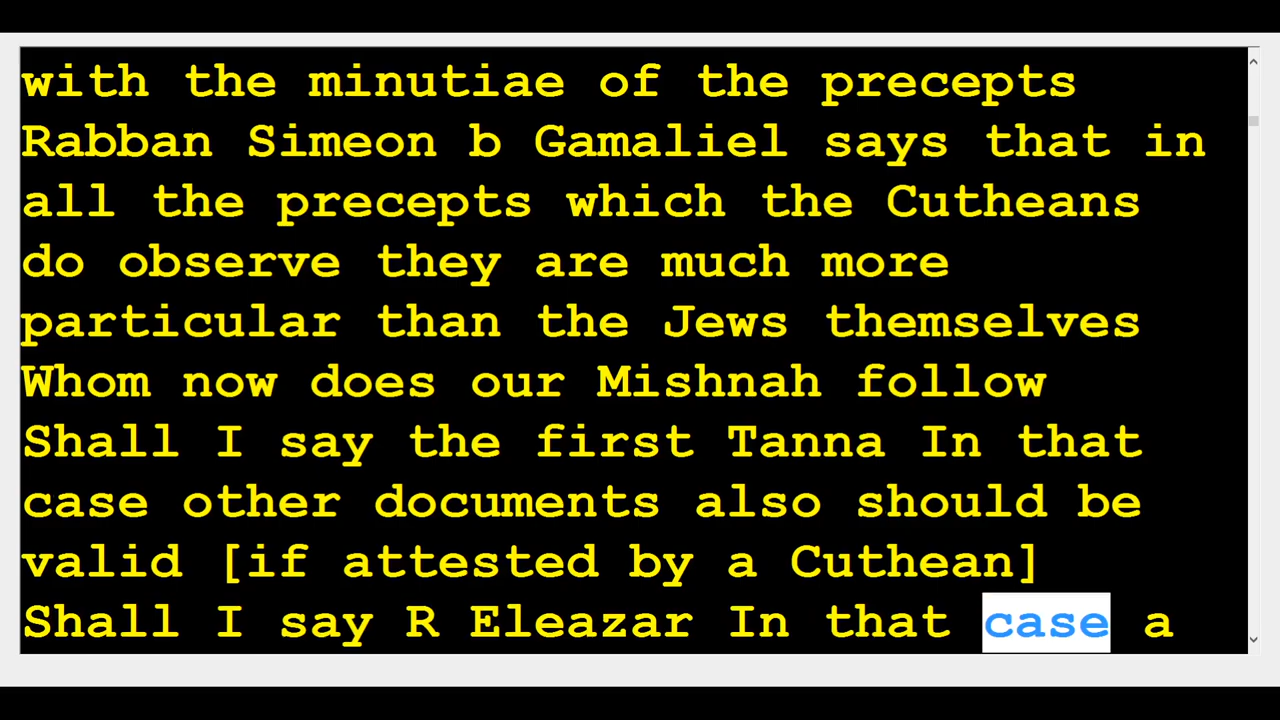 with the minutiae of the precepts
Rabban Simeon b Gamaliel says that in
all the precepts which the Cutheans
do observe they are much more
particular than the Jews themselves
Whom now does our Mishnah follow
Shall I say the first Tanna In that
case other documents also should be
valid [if attested by a Cuthean]
Shall I say R Eleazar In that case a